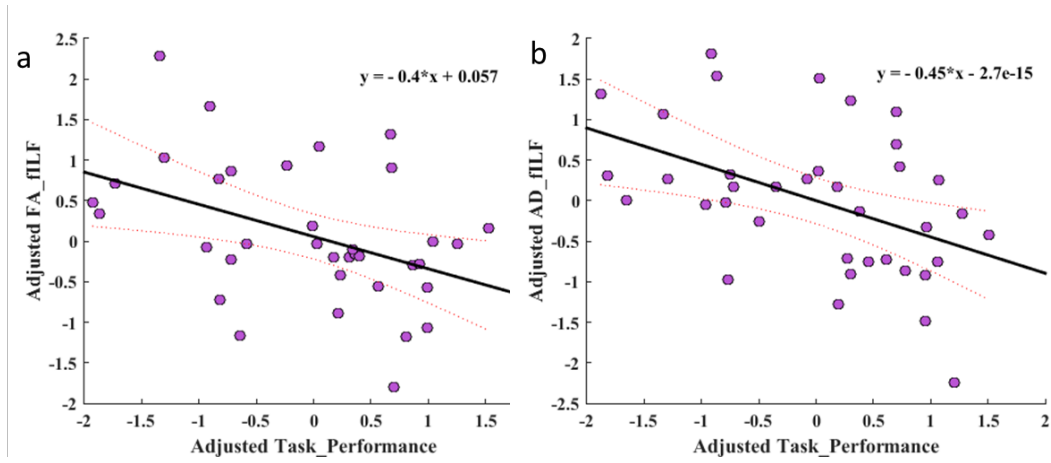 a
y = - 0.4*x + 0.057
2.5
2
1.5
1
0.5
0
-0.5
-1
-1.5
-2
Adjusted FA_fILF
-2 -1.5 -1 -0.5 0 0.5 1 1.5
Adjusted Task_Performance
b
y = - 0.45*x - 2.7e-15
2
1.5
1
0.5
0
-0.5
-1
-1.5
-2
-2.5
Adjusted AD_fILF
-2 -1.5 -1 -0.5 0 0.5 1 1.5 2
Adjusted Task_Performance